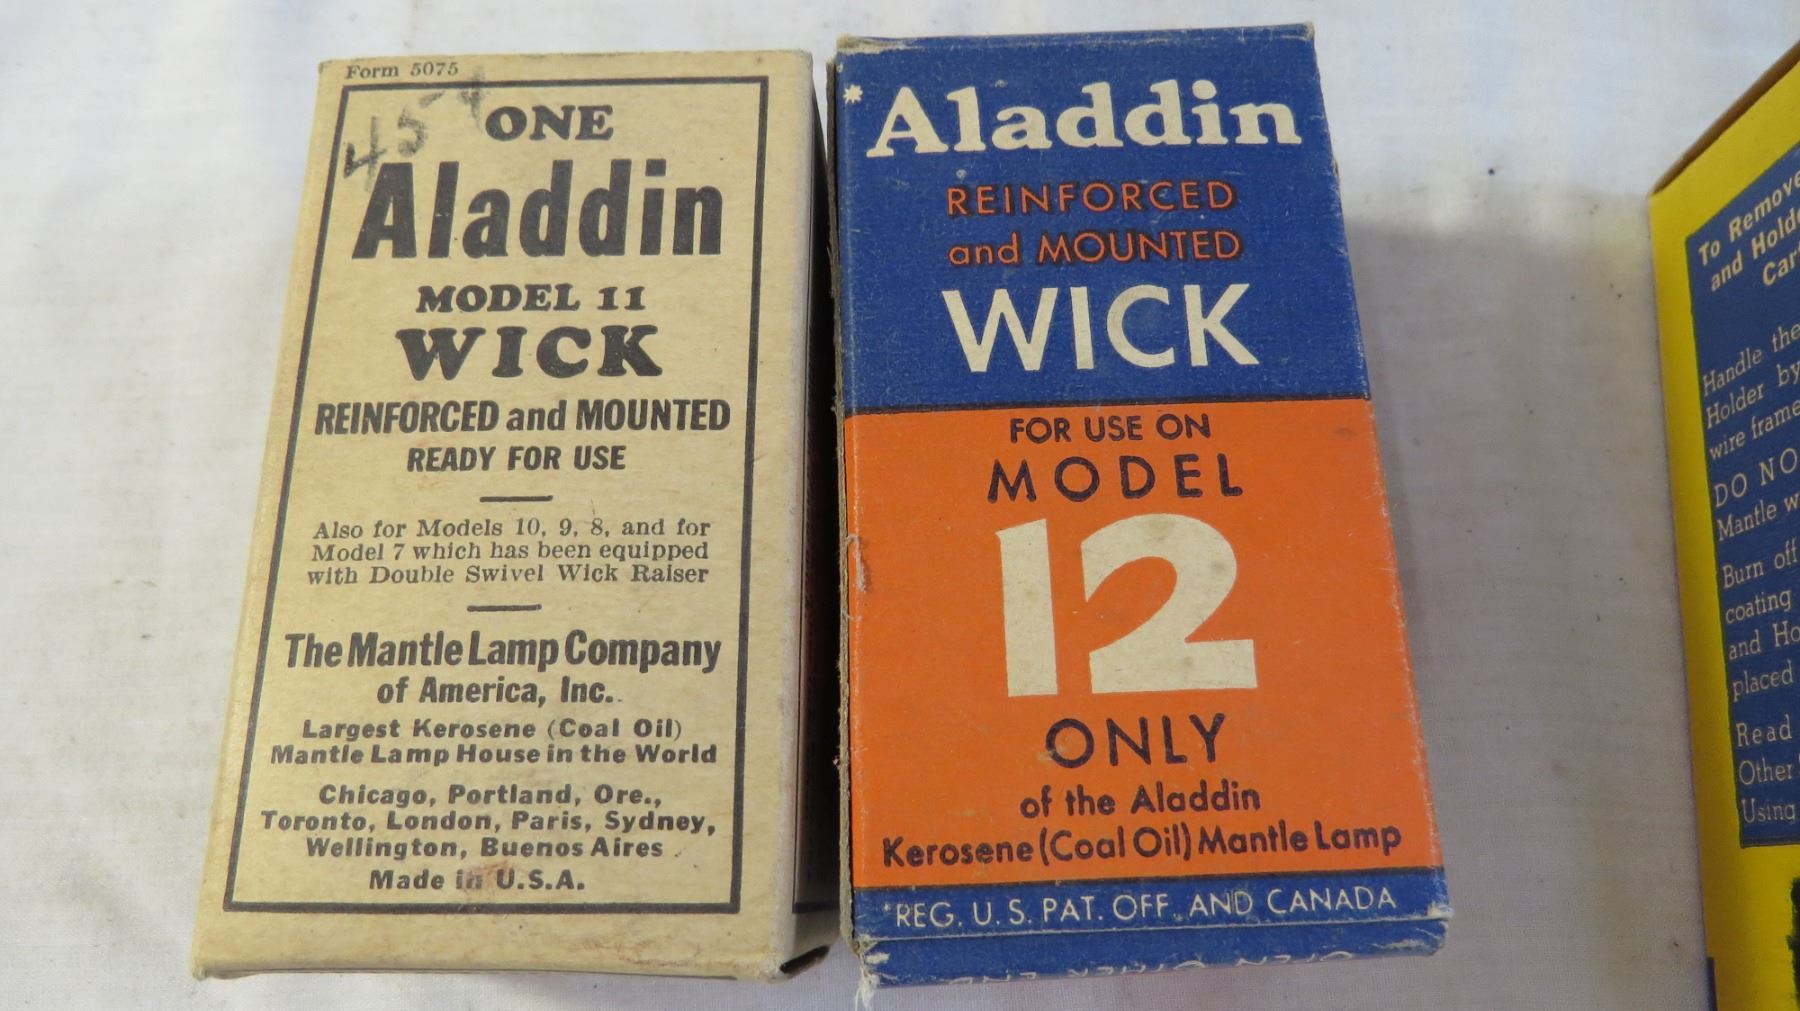 Form 5075
45¢
ONE
Aladdin
MODEL 11
WICK
REINFORCED and MOUNTED
READY FOR USE
Also for Models 10, 9, 8, and for
Model 7 which has been equipped
with Double Swivel Wick Raiser
The Mantle Lamp Company
of America, Inc.
Largest Kerosene (Coal Oil)
Mantle Lamp House in the World
Chicago, Portland, Ore.,
Toronto, London, Paris, Sydney,
Wellington, Buenos Aires
Made in U.S.A.
*Aladdin
REINFORCED
and MOUNTED
WICK
FOR USE ON
MODEL
12
ONLY
of the Aladdin
Kerosene (Coal Oil) Mantle Lamp
*REG. U. S. PAT. OFF. AND CANADA
OPEN OTHER END
To Remove
and Holde
Car
Handle the
Holder by
wire frame
DO NO
Mantle w
Burn off
coating
and Ho
placed
Read
Other
Using